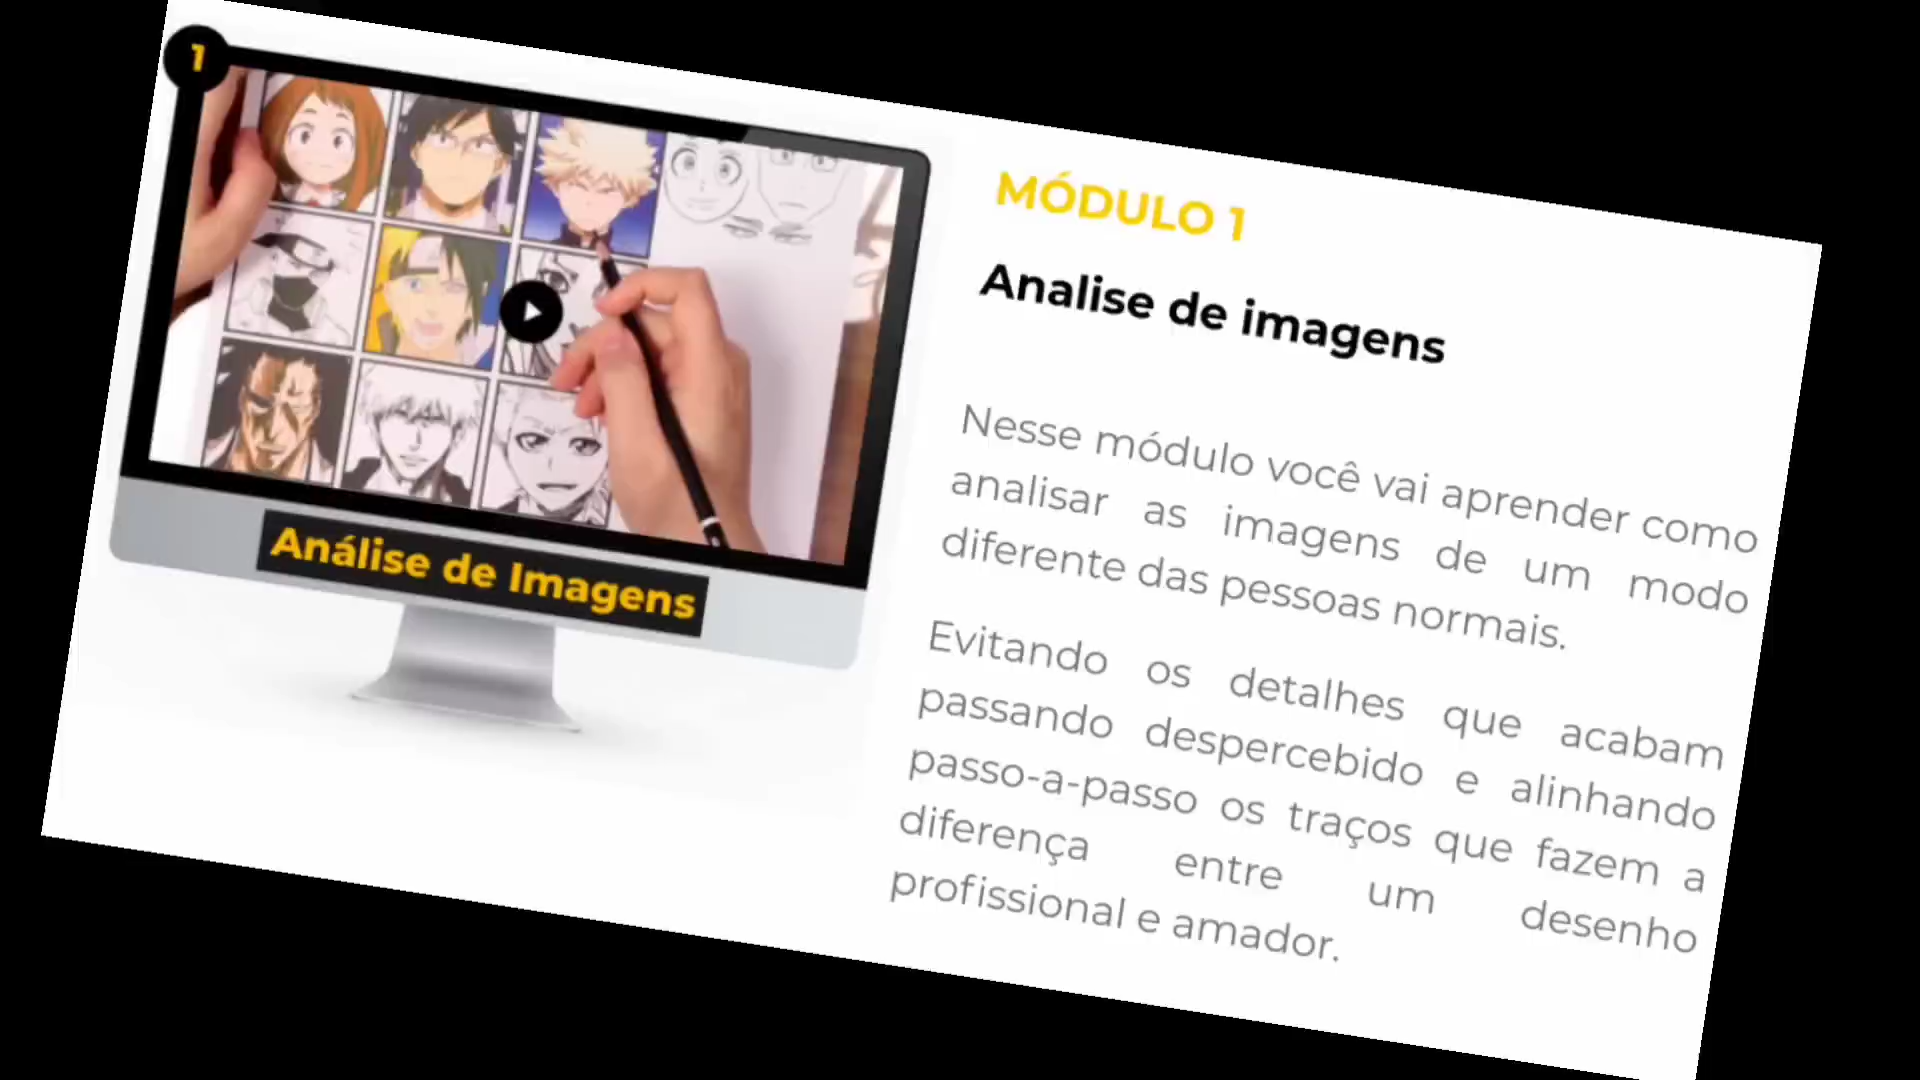 1
Análise de Imagens
MÓDULO 1
Analise de imagens
Nesse módulo você vai aprender como
analisar as imagens de um modo
diferente das pessoas normais.
Evitando os detalhes que acabam
passando despercebido e alinhando
passo-a-passo os traços que fazem a
diferença entre um desenho
profissional e amador.